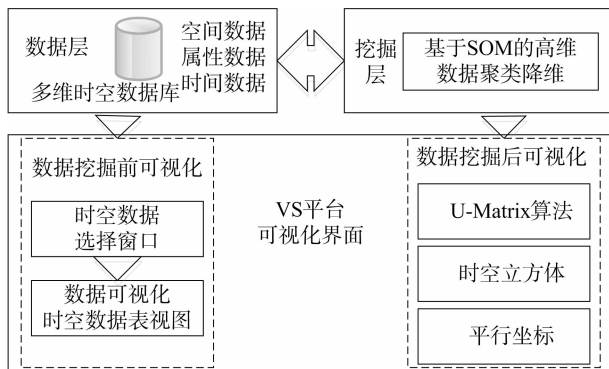 数据层
空间数据
属性数据
时间数据
多维时空数据库
挖掘
层
基于SOM的高维
数据聚类降维
数据挖掘前可视化
时空数据
选择窗口
数据可视化
时空数据表视图
VS平台
可视化界面
数据挖掘后可视化
U-Matrix算法
时空立方体
平行坐标